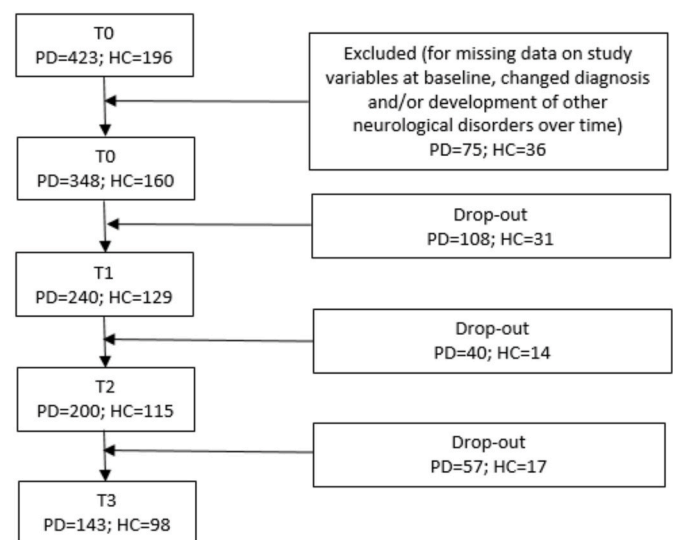 T0
PD=423; HC=196
Excluded (for missing data on study
variables at baseline, changed diagnosis
and/or development of other
neurological disorders over time)
PD=75; HC=36
T0
PD=348; HC=160
Drop-out
PD=108; HC=31
T1
PD=240; HC=129
Drop-out
PD=40; HC=14
T2
PD=200; HC=115
Drop-out
PD=57; HC=17
T3
PD=143; HC=98